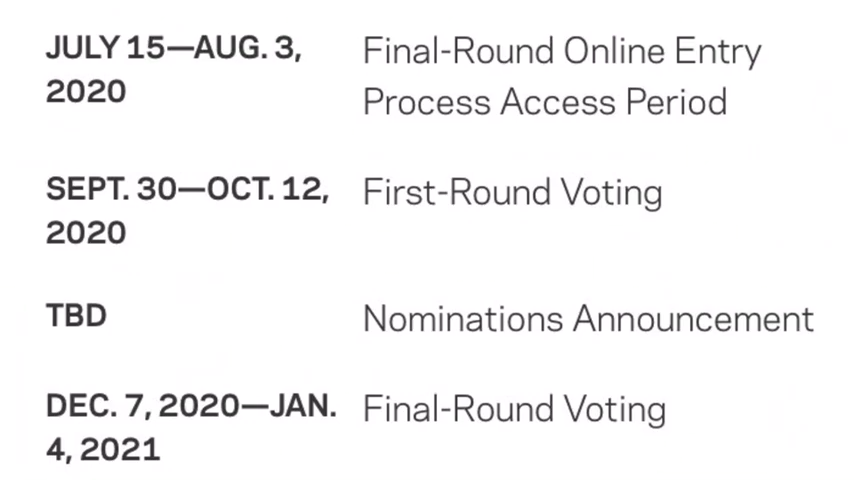 JULY 15—AUG. 3,
2020
Final-Round Online Entry
Process Access Period
SEPT. 30—OCT. 12,
2020
First-Round Voting
TBD
Nominations Announcement
DEC. 7, 2020—JAN.
4, 2021
Final-Round Voting